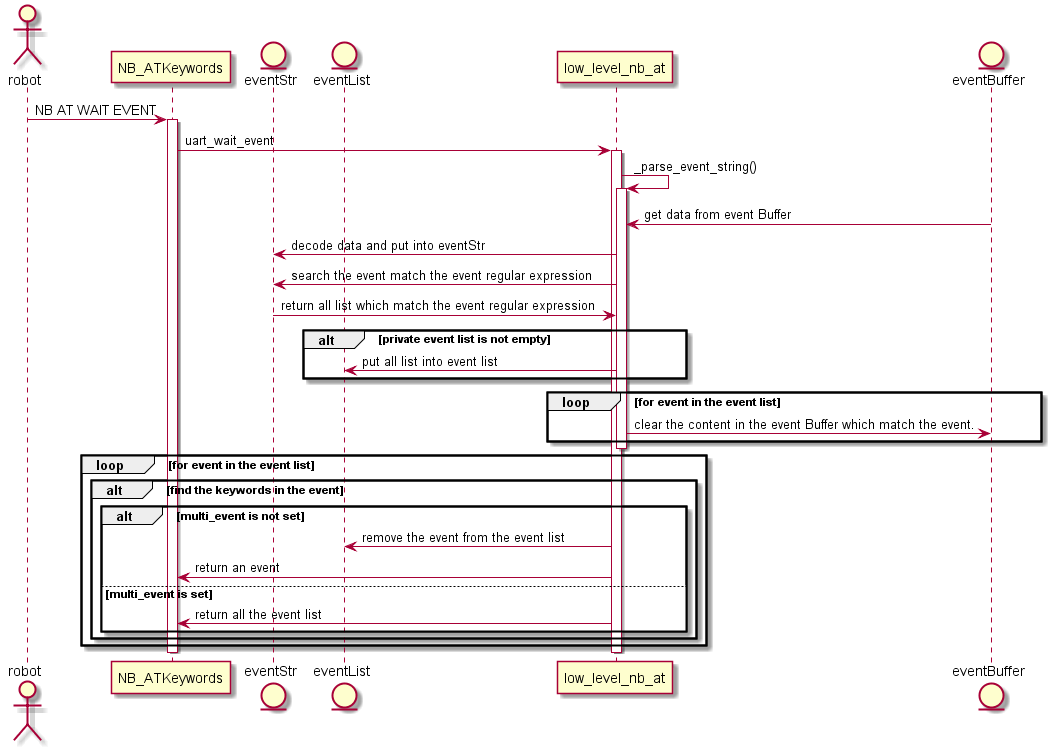 robot
NB_ATKeywords
eventStr
eventList
low_level_nb_at
eventBuffer
NB AT WAIT EVENT
uart_wait_event
_parse_event_string()
get data from event Buffer
decode data and put into eventStr
search the event match the event regular expression
return all list which match the event regular expression
alt [private event list is not empty]
put all list into event list
loop [for event in the event list]
clear the content in the event Buffer which match the event.
loop [for event in the event list]
alt [find the keywords in the event]
alt [multi_event is not set]
remove the event from the event list
return an event
[multi_event is set]
return all the event list
robot
NB_ATKeywords
eventStr
eventList
low_level_nb_at
eventBuffer